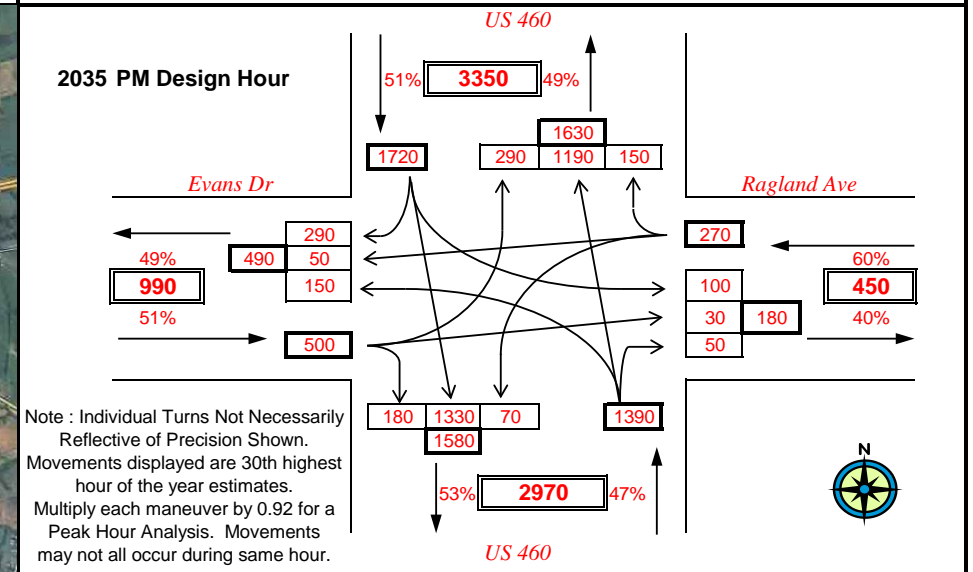 US 460
2035 PM Design Hour
51% 3350 49%
1630
1720 290 1190 150
Evans Dr Ragland Ave
290 270
49% 490 50 60%
990 150 100 450
51% 30 180 40%
500 50
180 1330 70 1390
1580
Note : Individual Turns Not Necessarily
Reflective of Precision Shown.
Movements displayed are 30th highest
hour of the year estimates.
Multiply each maneuver by 0.92 for a
Peak Hour Analysis. Movements
may not all occur during same hour.
53% 2970 47%
N
US 460